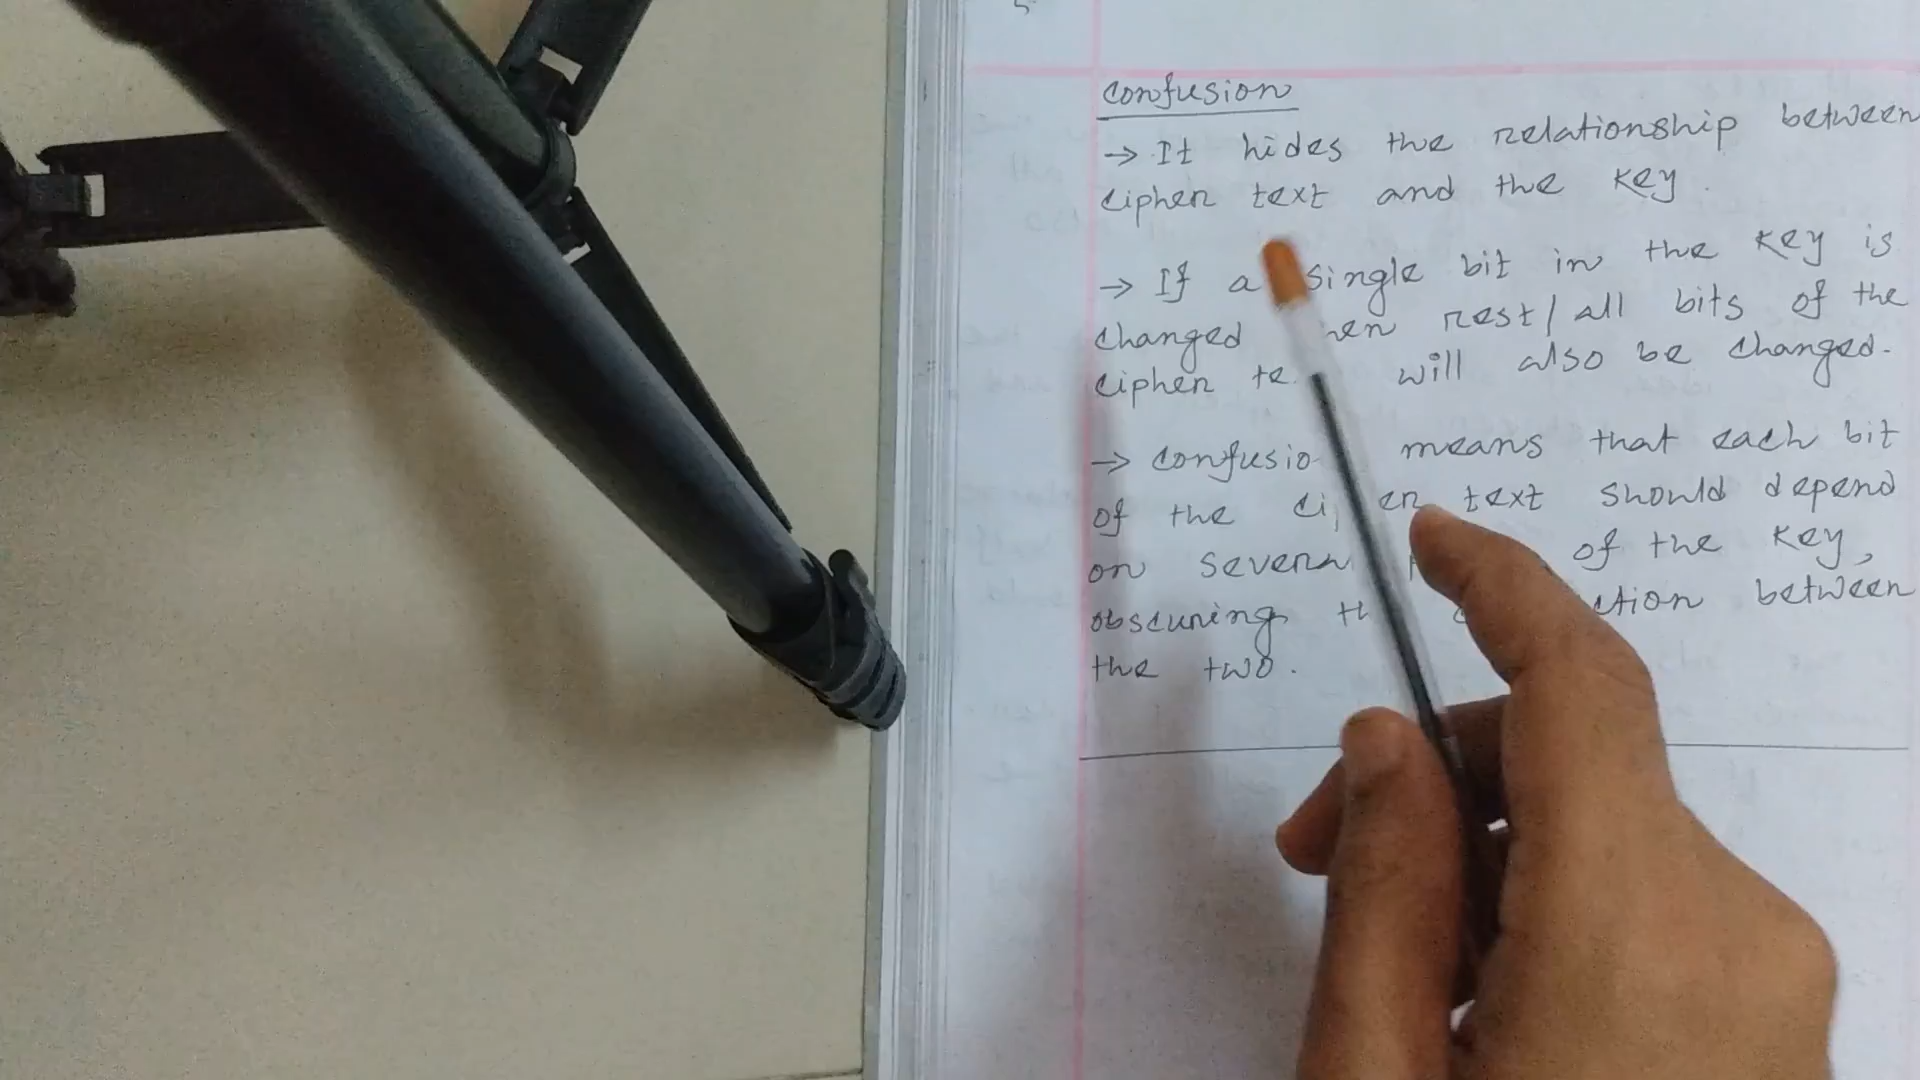 confusion
→ It hides the relationship between
cipher text and the key.
→ If a single bit in the key is
changed rest/all bits of the
cipher will also be changed.
→ confusion means that each bit
of the text should depend
on of the key,
obscuring between
the two.